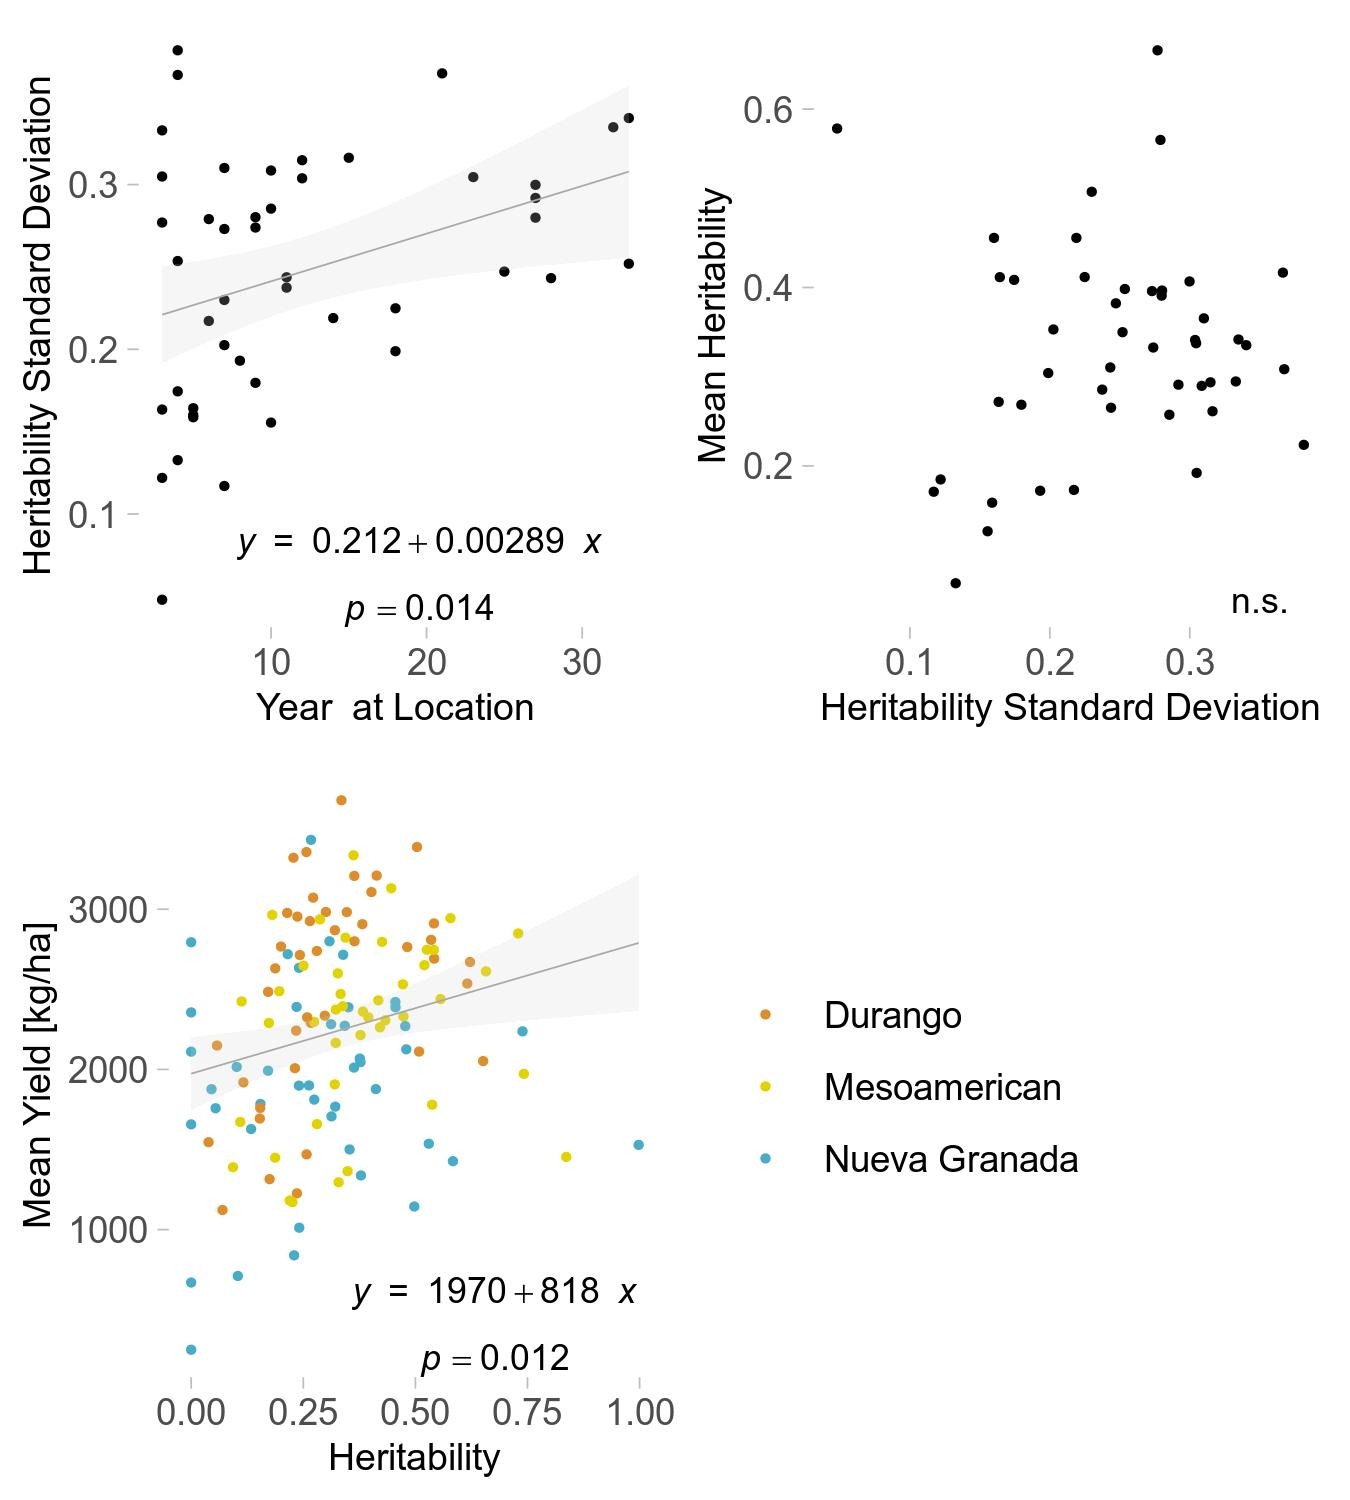 Heritability Standard Deviation
0.3
0.2
0.1
y = 0.212+0.00289 x
p=0.014
10 20 30
Year at Location
Mean Heritability
0.6
0.4
0.2
n.s.
0.1 0.2 0.3
Heritability Standard Deviation
Mean Yield [kg/ha]
3000
2000
1000
y = 1970+818 x
p=0.012
0.00 0.25 0.50 0.75 1.00
Heritability
Durango
Mesoamerican
Nueva Granada